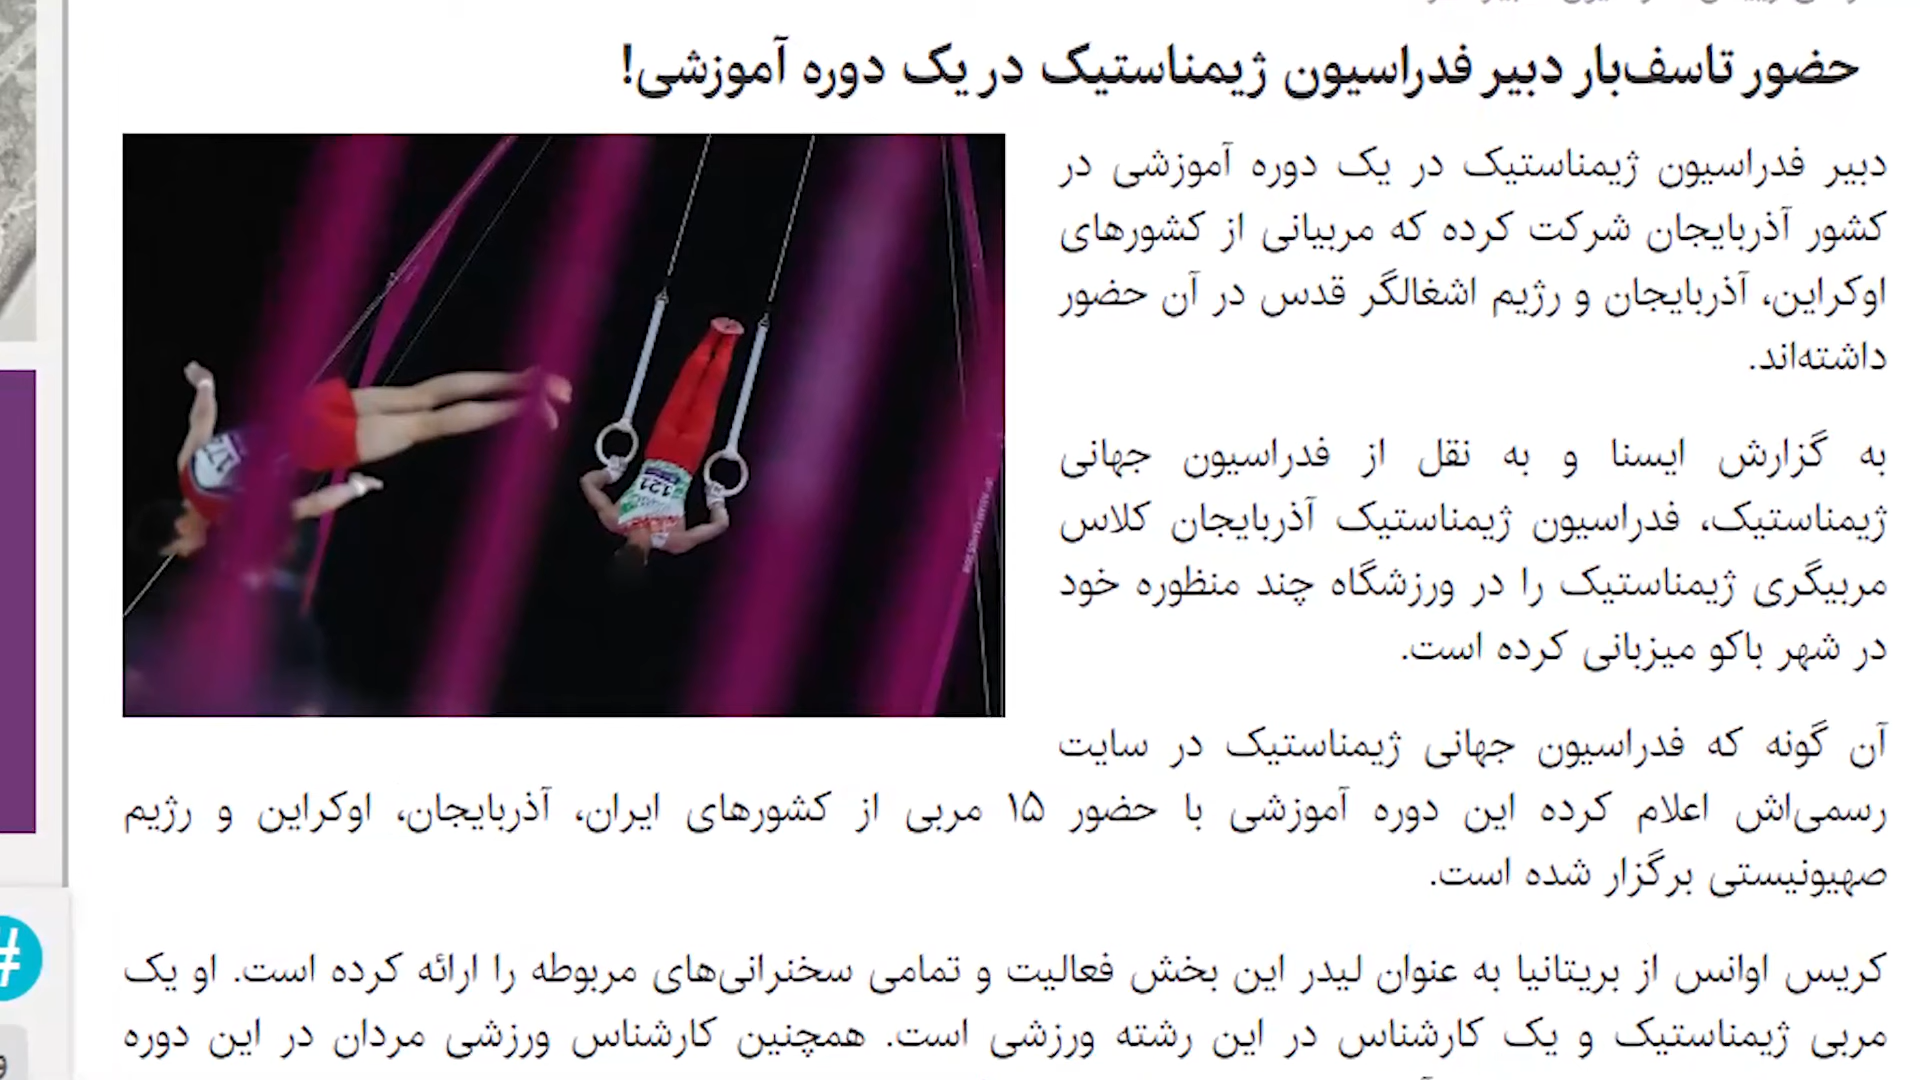 حضور تاسف‌بار دبیر فدراسیون ژیمناستیک در یک دوره آموزشی!
دبیر فدراسیون ژیمناستیک در یک دوره آموزشی در
کشور آذربایجان شرکت کرده که مربیانی از کشورهای
اوکراین، آذربایجان و رژیم اشغالگر قدس در آن حضور
داشته‌اند.
به گزارش ایسنا و به نقل از فدراسیون جهانی
ژیمناستیک، فدراسیون ژیمناستیک آذربایجان کلاس
مربیگری ژیمناستیک را در ورزشگاه چند منظوره خود
در شهر باکو میزبانی کرده است.
آن گونه که فدراسیون جهانی ژیمناستیک در سایت
رسمی‌اش اعلام کرده این دوره آموزشی با حضور ۱۵ مربی از کشورهای ایران، آذربایجان، اوکراین و رژیم
صهیونیستی برگزار شده است.
کریس اوانس از بریتانیا به عنوان لیدر این بخش فعالیت و تمامی سخنرانی‌های مربوطه را ارائه کرده است. او یک
مربی ژیمناستیک و یک کارشناس در این رشته ورزشی است. همچنین کارشناس ورزشی مردان در این دوره
121
117
#